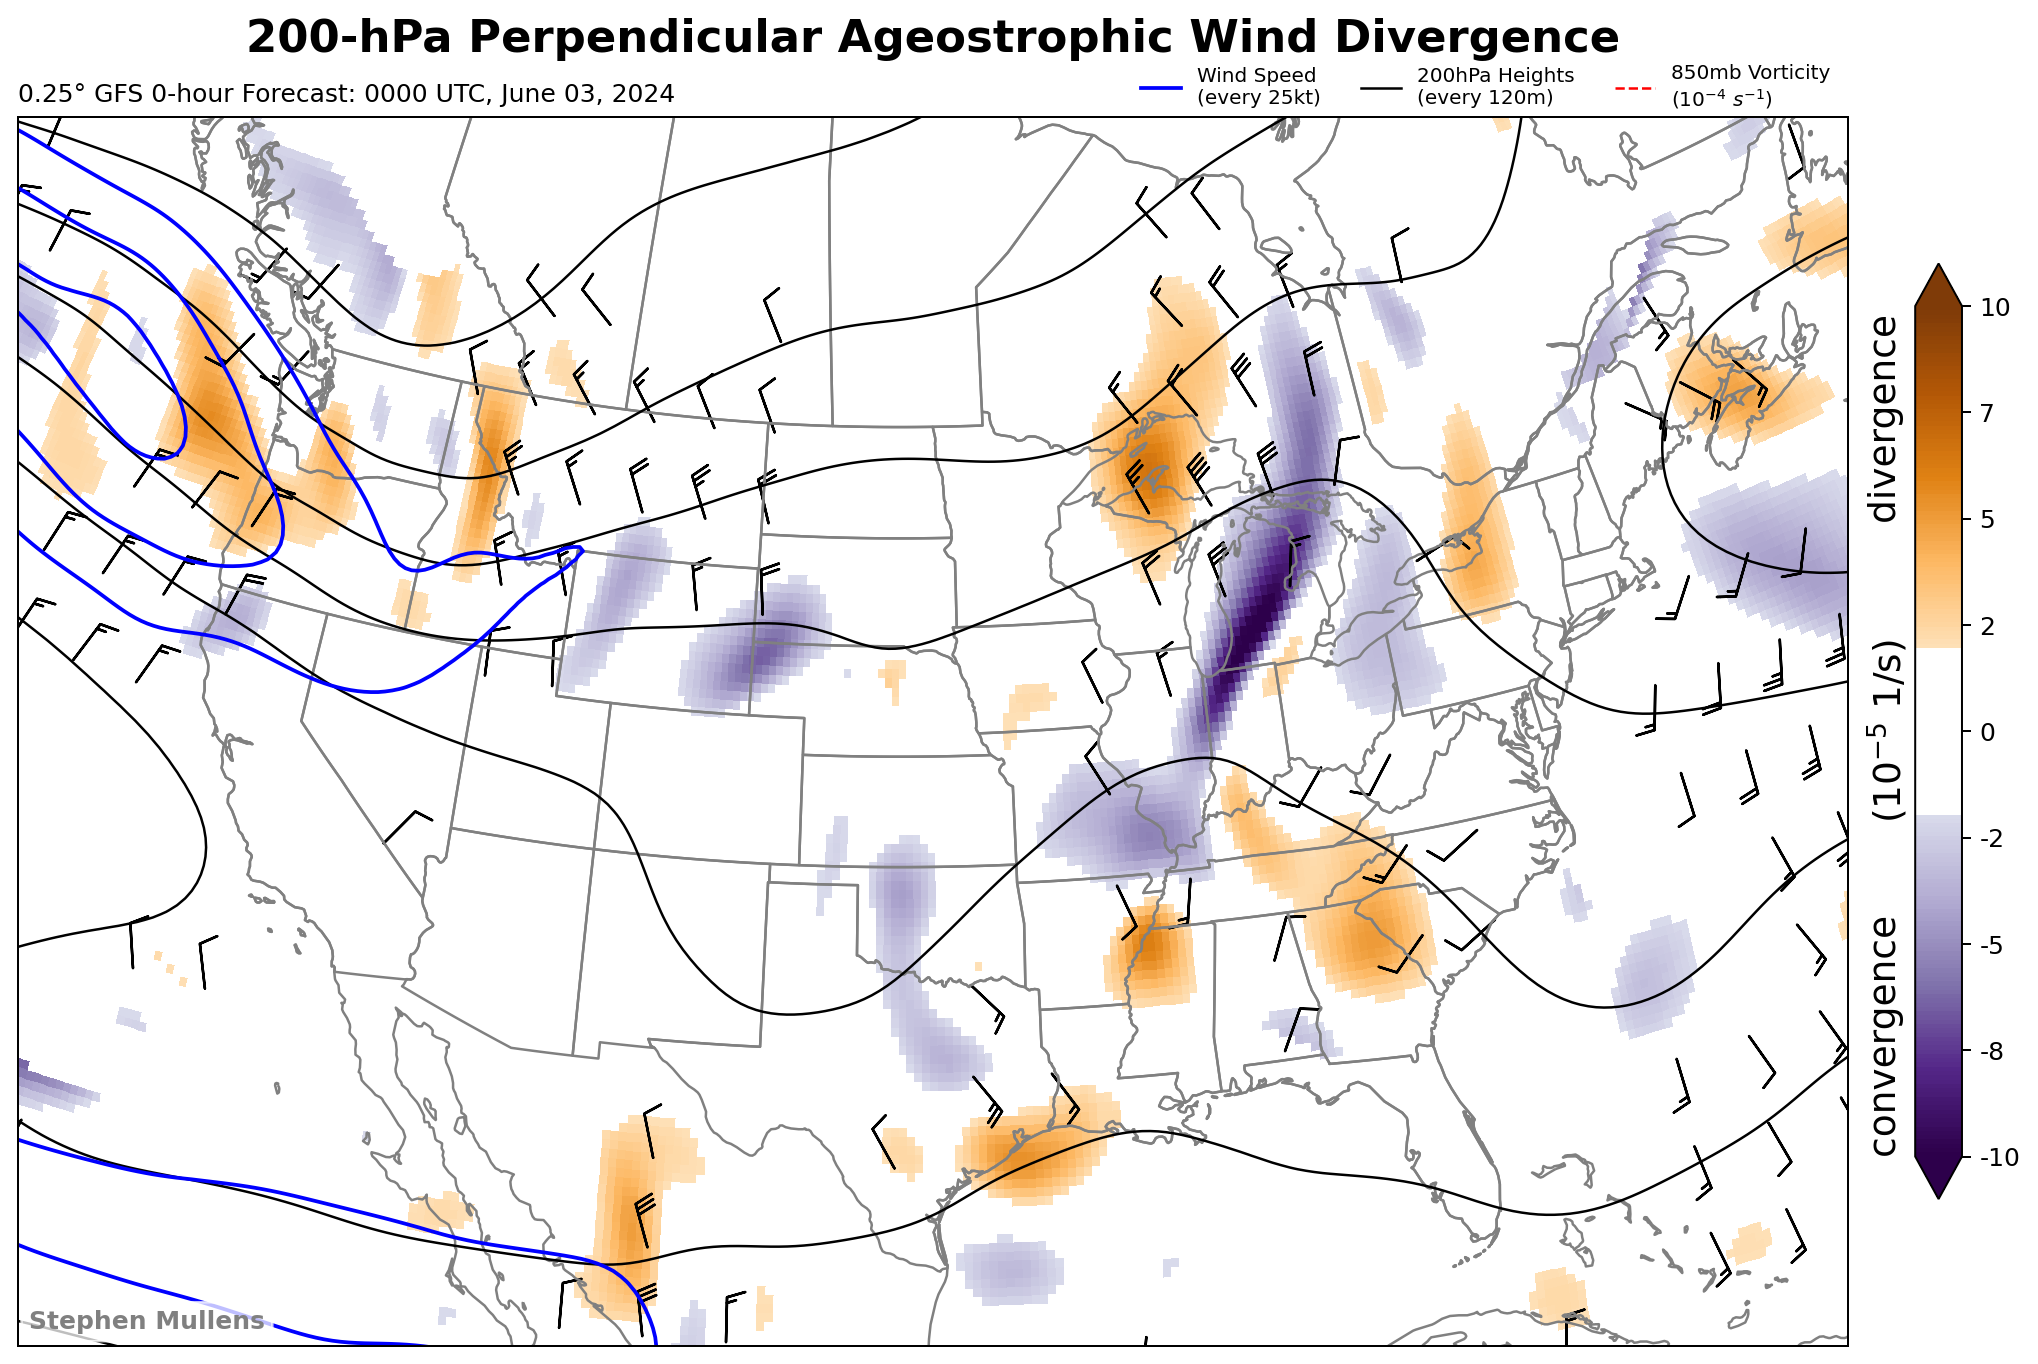 200-hPa Perpendicular Ageostrophic Wind Divergence
0.25° GFS 0-hour Forecast: 0000 UTC, June 03, 2024
Wind Speed
(every 25kt)
200hPa Heights
(every 120m)
850mb Vorticity
(10⁻⁴ s⁻¹)
10
7
5
2
0
-2
-5
-8
-10
convergence (10⁻⁵ 1/s) divergence
Stephen Mullens